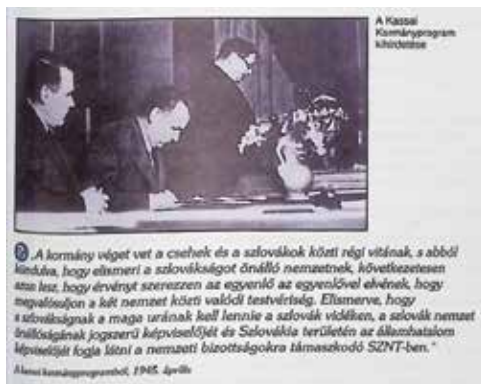 A Kassai
Kormányprogram
kihirdetése
„A kormány véget vet a csehek és a szlovákok közti régi vitának, s abból
kiindulva, hogy elismeri a szlovákságot önálló nemzetnek, következetesen
azon lesz, hogy érvényt szerezzen az egyenlő az egyenlővel elvének, hogy
megvalósuljon a két nemzet közti valódi testvériség. Elismerve, hogy
a szlovákságnak a maga urának kell lennie a szlovák vidéken, a szlovák nemzet
önállóságának jogszerű képviselőjét és Szlovákia területén az államhatalom
képviselőjét fogja látni a nemzeti bizottságokra támaszkodó SZNT-ben.”
A kassai kormányprogramból, 1945. április